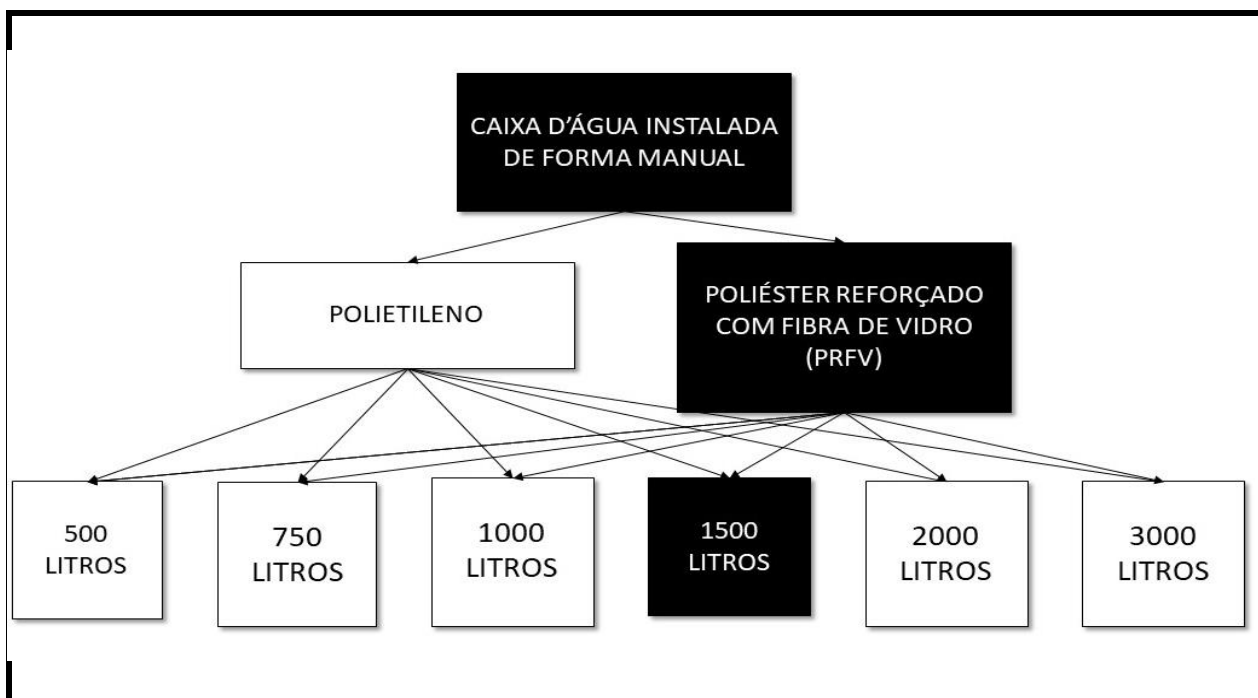 CAIXA D'ÁGUA INSTALADA
DE FORMA MANUAL
POLIETILENO
POLIÉSTER REFORÇADO
COM FIBRA DE VIDRO
(PRFV)
500
LITROS
750
LITROS
1000
LITROS
1500
LITROS
2000
LITROS
3000
LITROS